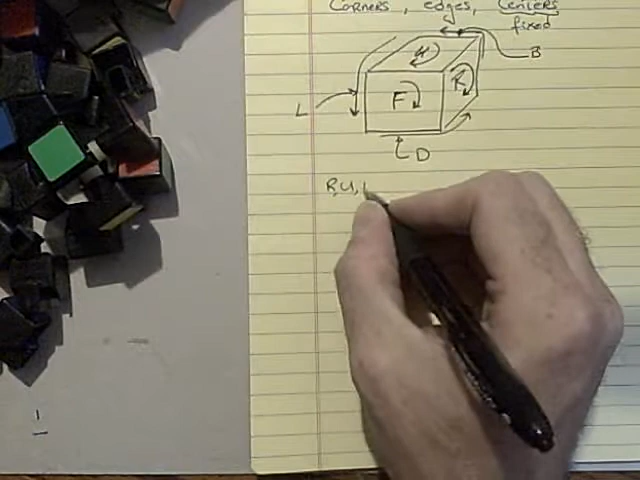 Corners, edges, Centers
fixed
B
U
R
F
L
D
R, U,